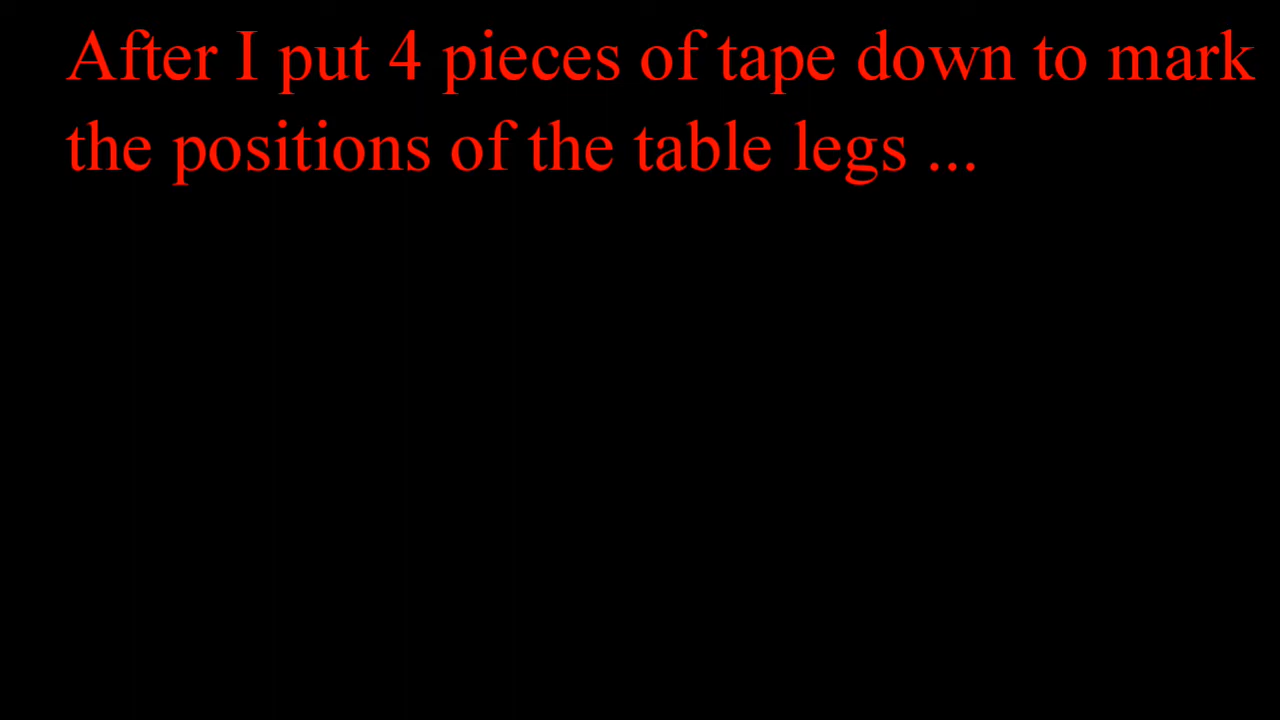 After I put 4 pieces of tape down to mark
the positions of the table legs ...